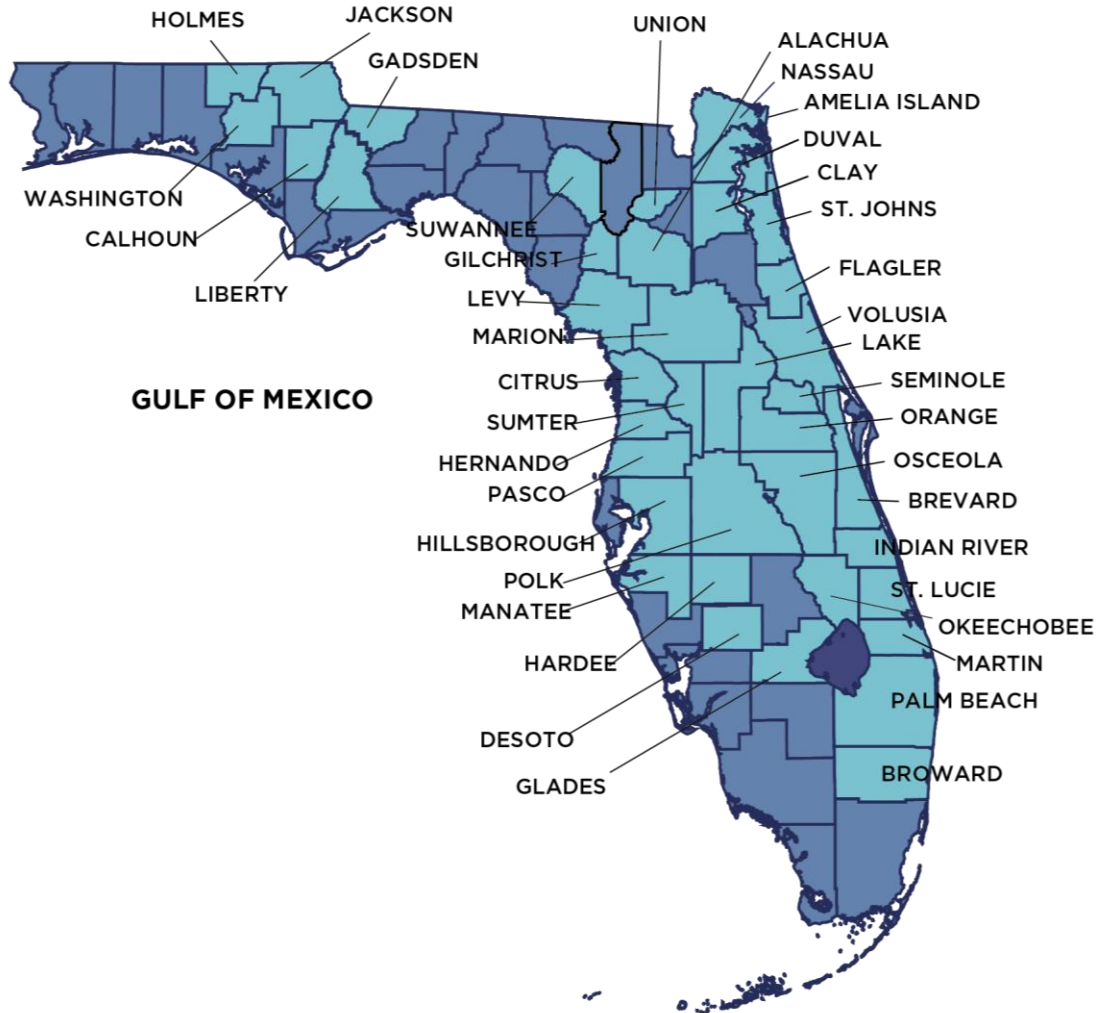 HOLMES
JACKSON
GADSDEN
UNION
ALACHUA
NASSAU
AMELIA ISLAND
DUVAL
CLAY
ST. JOHNS
WASHINGTON
CALHOUN
LIBERTY
SUWANNEE
GILCHRIST
FLAGLER
LEVY
VOLUSIA
MARION
LAKE
CITRUS
SEMINOLE
GULF OF MEXICO
SUMTER
ORANGE
HERNANDO
OSCEOLA
PASCO
BREVARD
HILLSBOROUGH
INDIAN RIVER
POLK
ST. LUCIE
MANATEE
OKEECHOBEE
HARDEE
MARTIN
PALM BEACH
DESOTO
BROWARD
GLADES